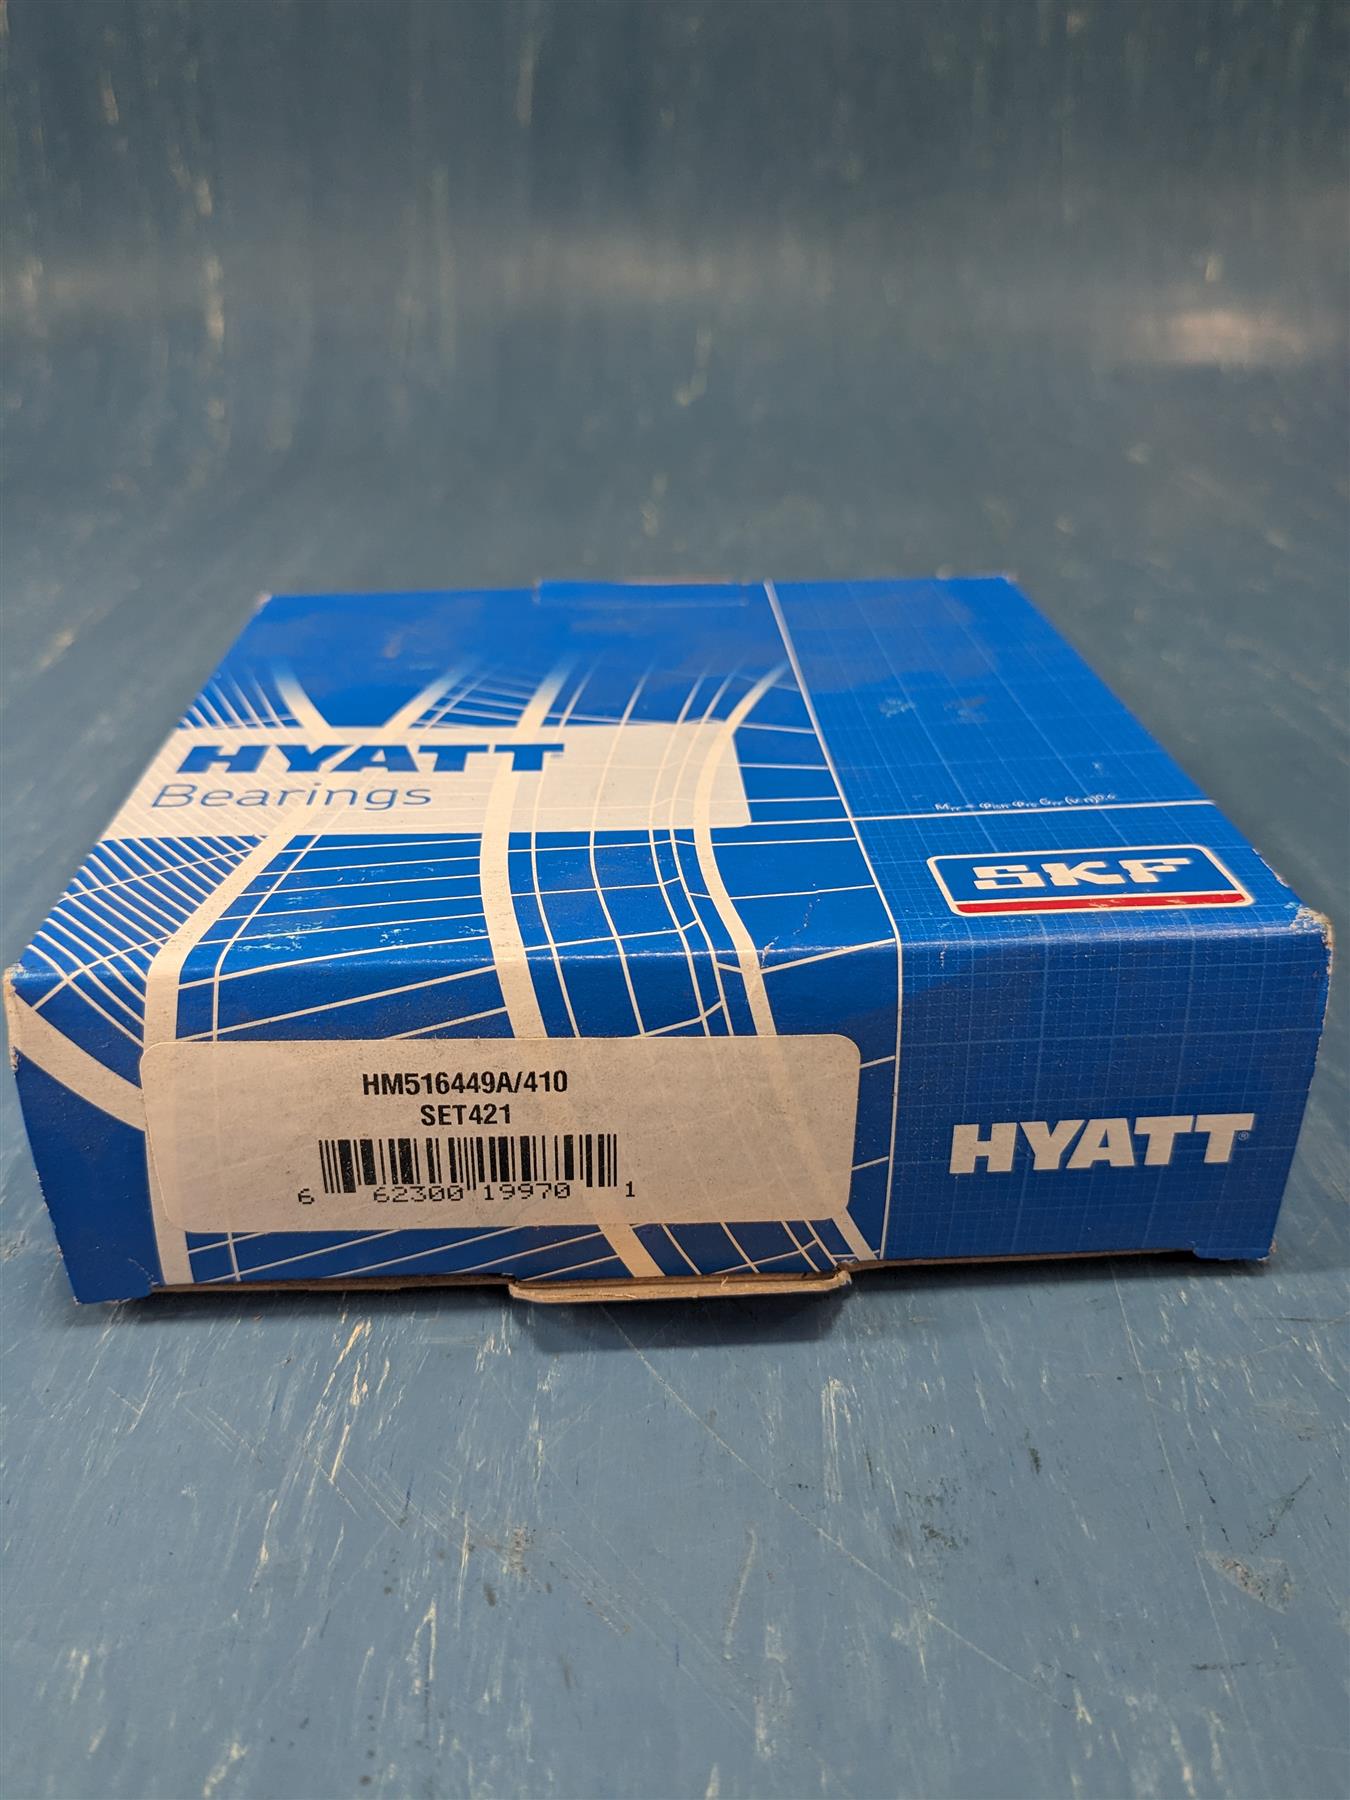 HYATT
Bearings
SKF
HM516449A/410
SET421
6 62300 19970 1
HYATT®